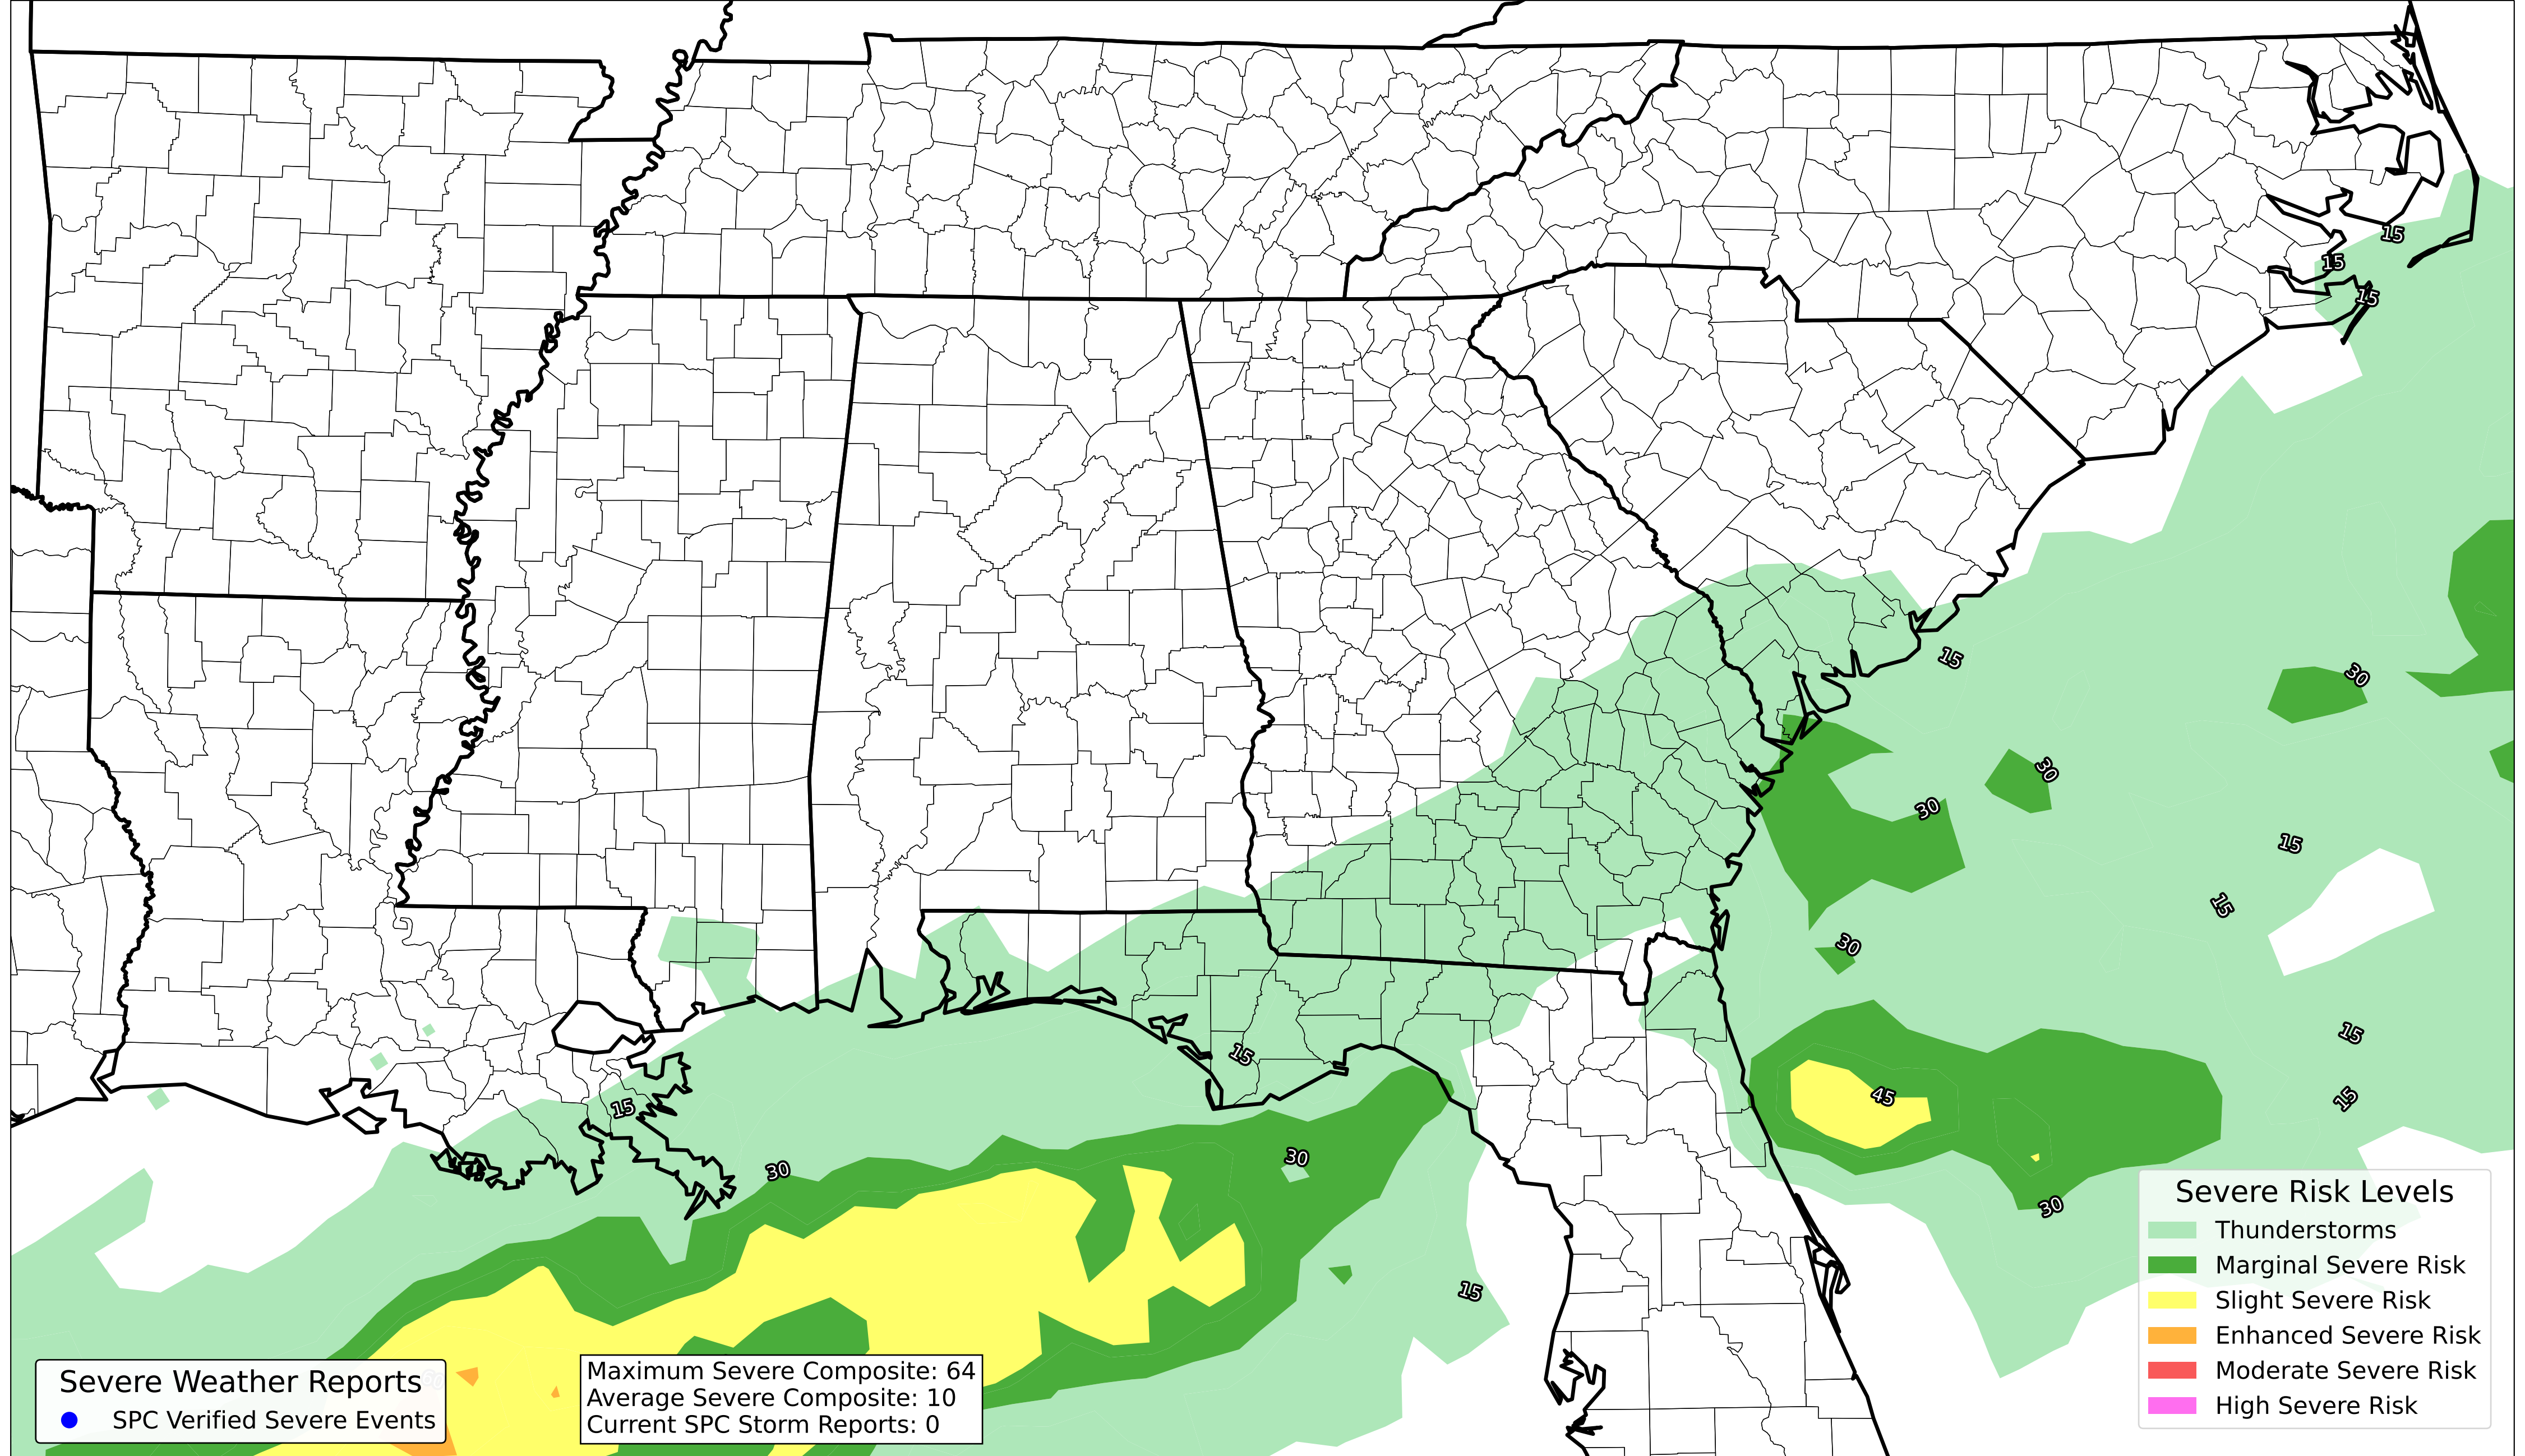 15
15
15
15
30
30
30
15
15
30
15
15
45
15
15
30
30
30
15
60
Severe Risk Levels
Thunderstorms
Marginal Severe Risk
Slight Severe Risk
Enhanced Severe Risk
Moderate Severe Risk
High Severe Risk
Severe Weather Reports
SPC Verified Severe Events
Maximum Severe Composite: 64
Average Severe Composite: 10
Current SPC Storm Reports: 0